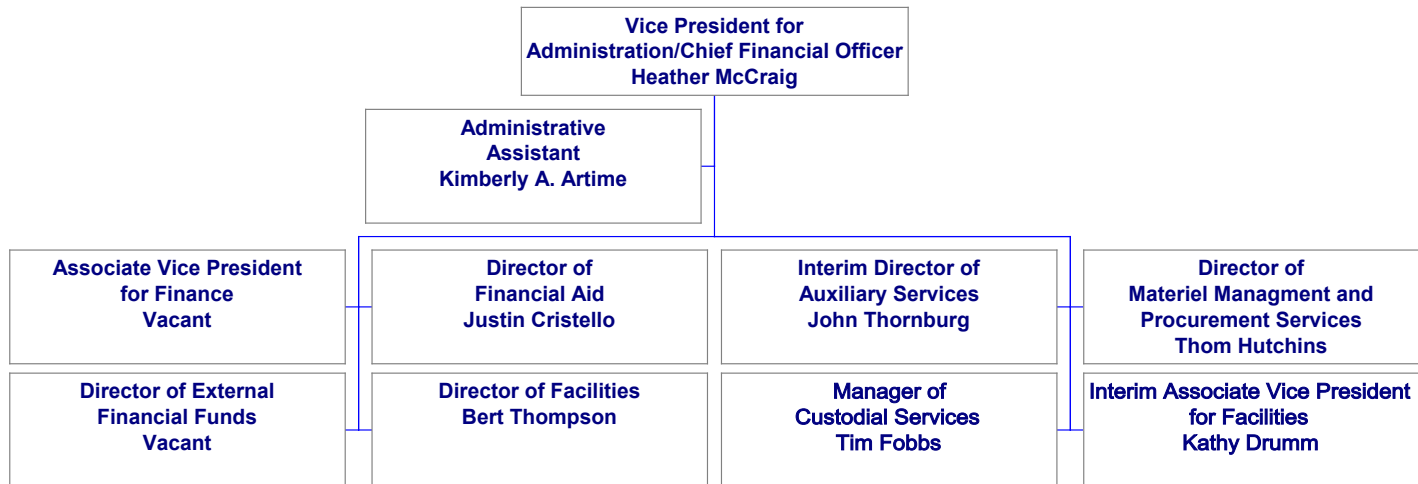 Vice President for
Administration/Chief Financial Officer
Heather McCraig
Administrative
Assistant
Kimberly A. Artime
Associate Vice President
for Finance
Vacant
Director of
Financial Aid
Justin Cristello
Interim Director of
Auxiliary Services
John Thornburg
Director of
Materiel Managment and
Procurement Services
Thom Hutchins
Director of External
Financial Funds
Vacant
Director of Facilities
Bert Thompson
Manager of
Custodial Services
Tim Fobbs
Interim Associate Vice President
for Facilities
Kathy Drumm